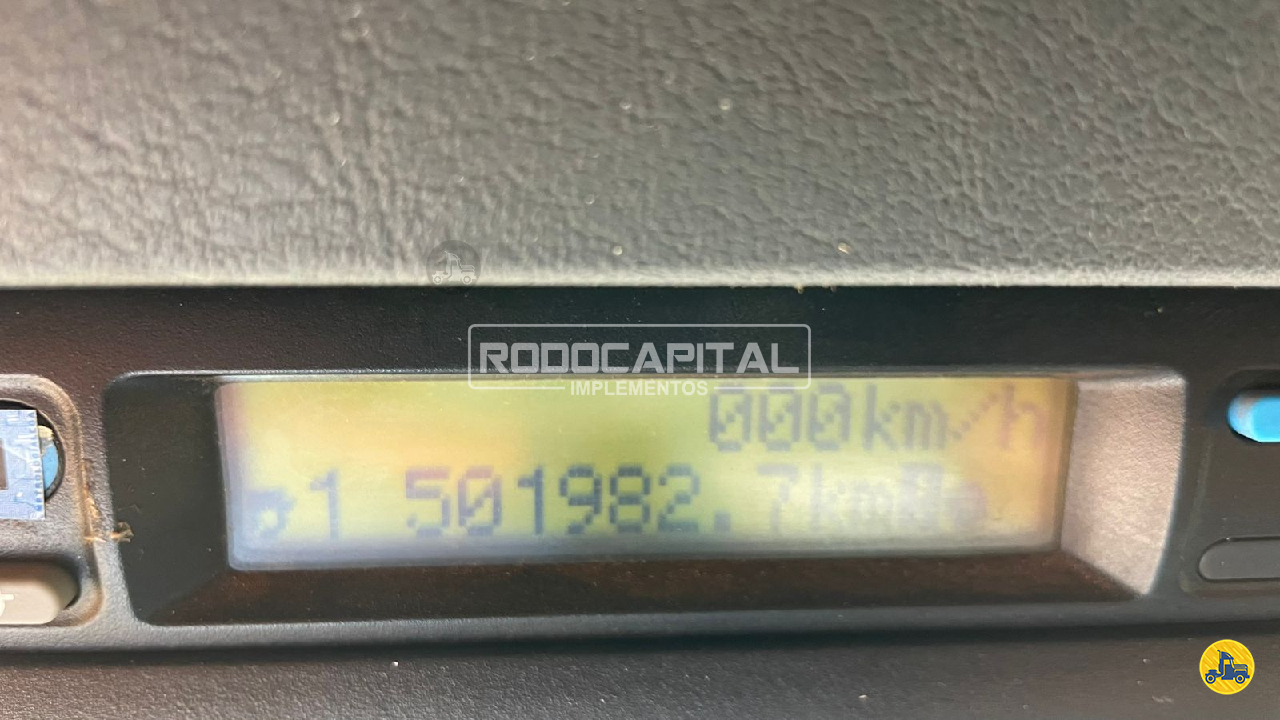 RODOCAPITAL
IMPLEMENTOS
000km/h
1 501982.7km